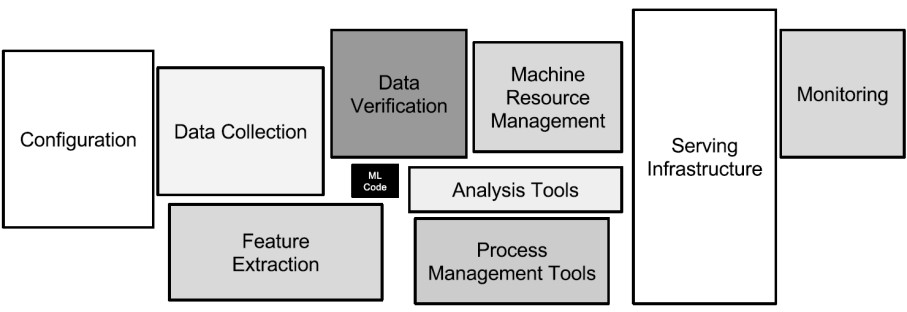 Configuration
Data Collection
Feature
Extraction
Data
Verification
ML
Code
Machine
Resource
Management
Analysis Tools
Process
Management Tools
Serving
Infrastructure
Monitoring